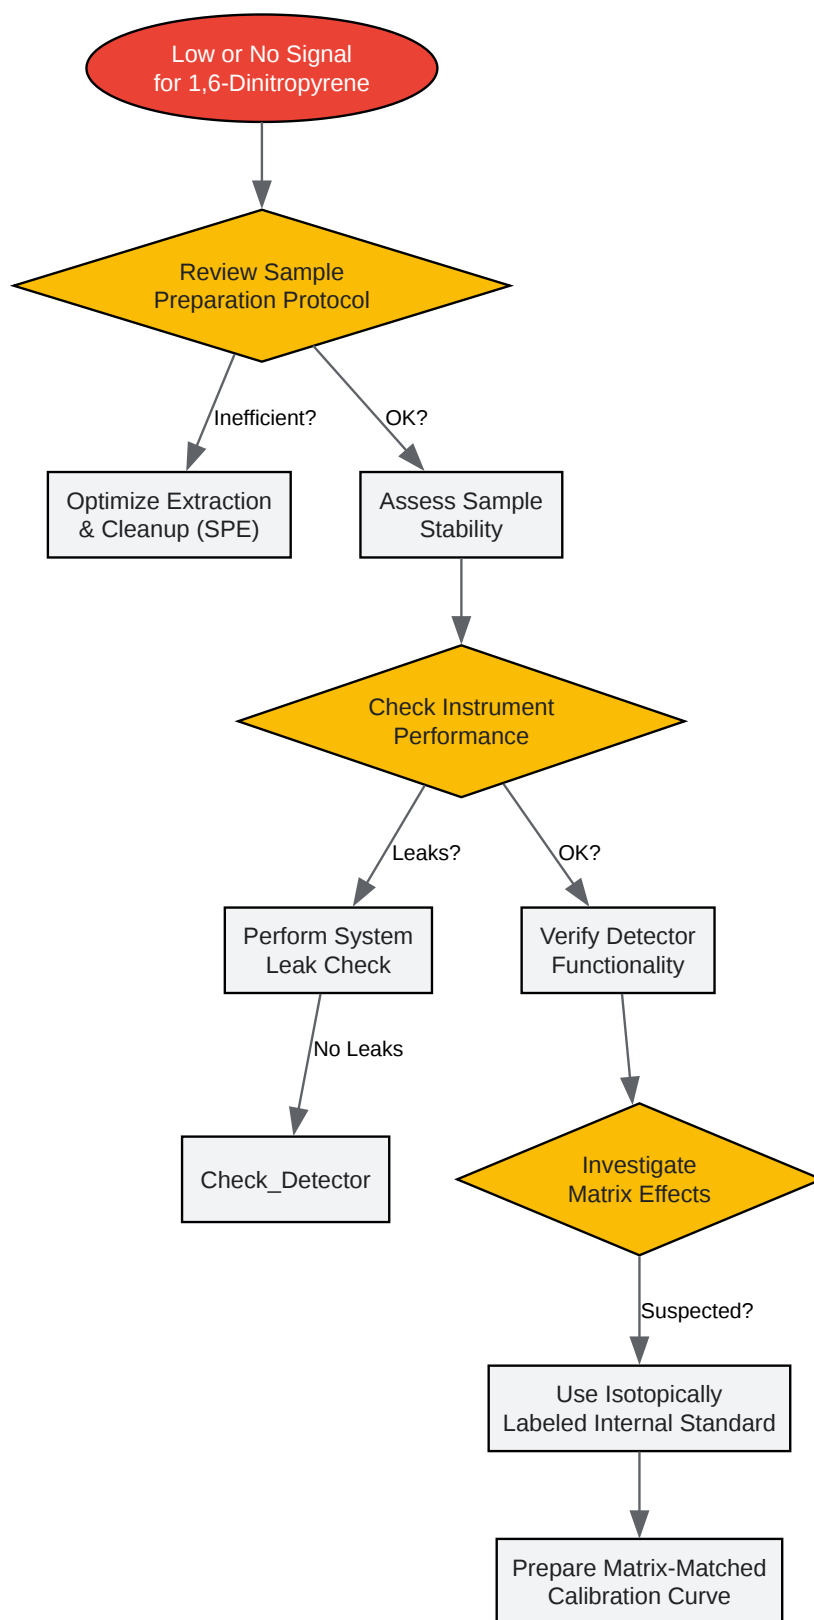 Low or No Signal
for 1,6-Dinitropyrene
Review Sample
Preparation Protocol
Inefficient?
OK?
Optimize Extraction
& Cleanup (SPE)
Assess Sample
Stability
Check Instrument
Performance
Leaks?
OK?
Perform System
Leak Check
Verify Detector
Functionality
No Leaks
Check_Detector
Investigate
Matrix Effects
Suspected?
Use Isotopically
Labeled Internal Standard
Prepare Matrix-Matched
Calibration Curve